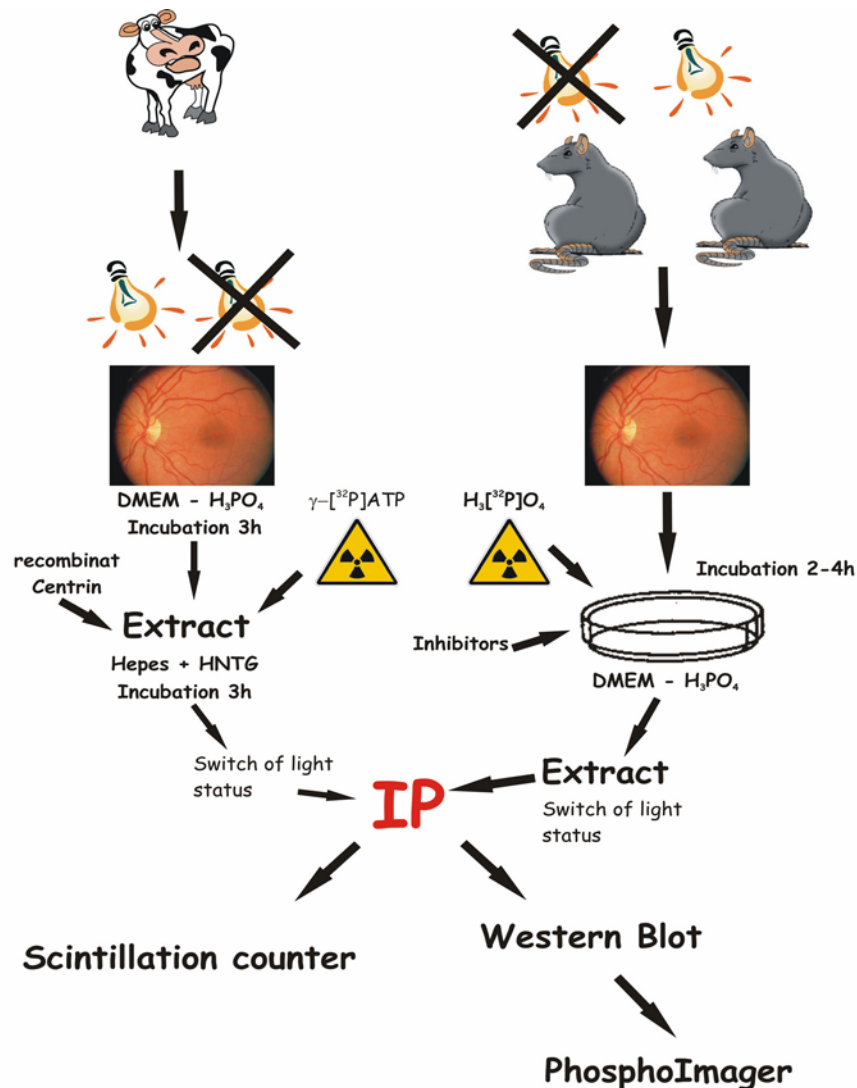 DMEM - H₃PO₄
Incubation 3h
γ-[³²P]ATP
H₃[³²P]O₄
recombinat
Centrin
Incubation 2-4h
Extract
Inhibitors
Hepes + HNTG
Incubation 3h
DMEM - H₃PO₄
Switch of light
status
IP
Extract
Switch of light
status
Scintillation counter
Western Blot
PhosphoImager